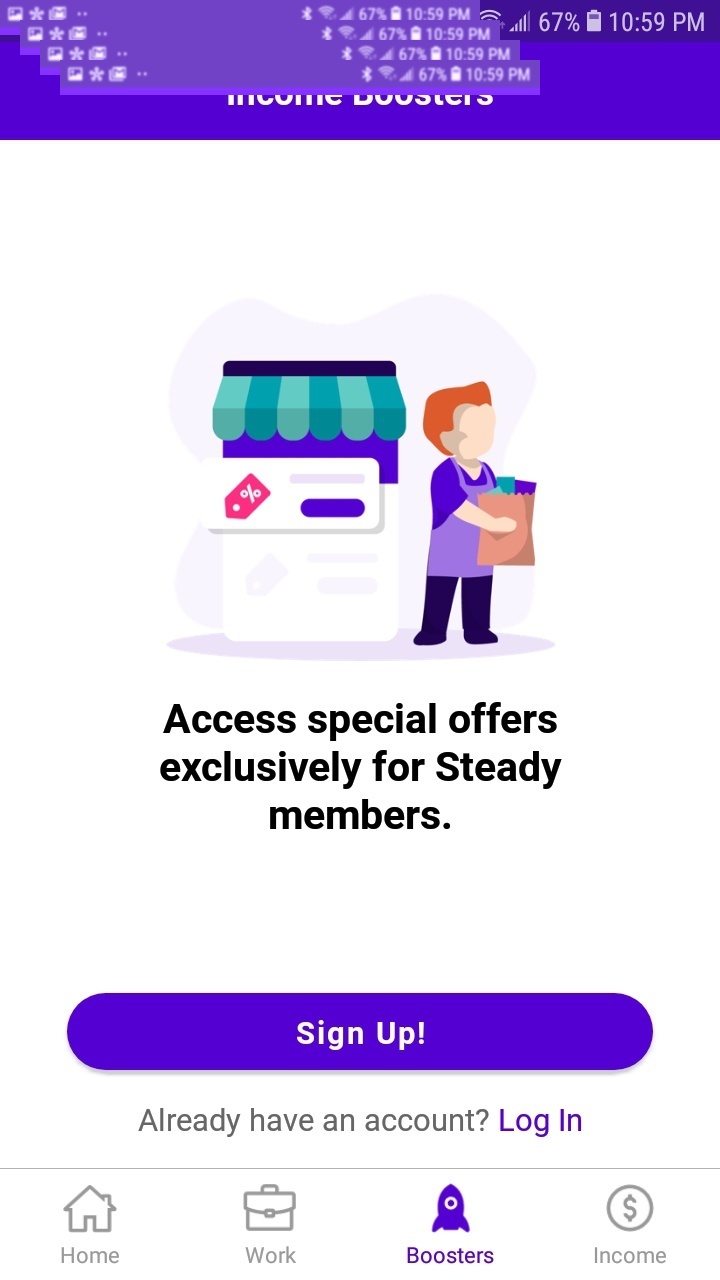 67% 10:59 PM
67% 10:59 PM
67% 10:59 PM
67% 10:59 PM
67% 10:59 PM
Income Boosters
%
Access special offers
exclusively for Steady
members.
Sign Up!
Already have an account? Log In
Home Work Boosters Income